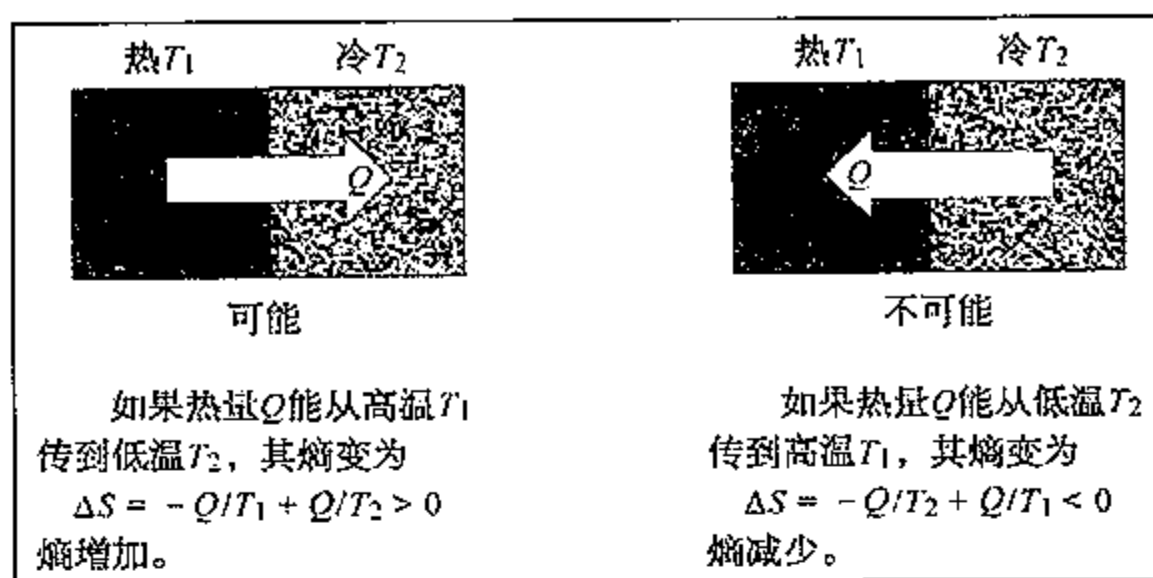 热T₁ 冷T₂
Q
可能
如果热量Q能从高温T₁
传到低温T₂，其熵变为
ΔS = －Q/T₁ + Q/T₂ > 0
熵增加。
热T₁ 冷T₂
Q
不可能
如果热量Q能从低温T₂
传到高温T₁，其熵变为
ΔS = －Q/T₂ + Q/T₁ < 0
熵减少。